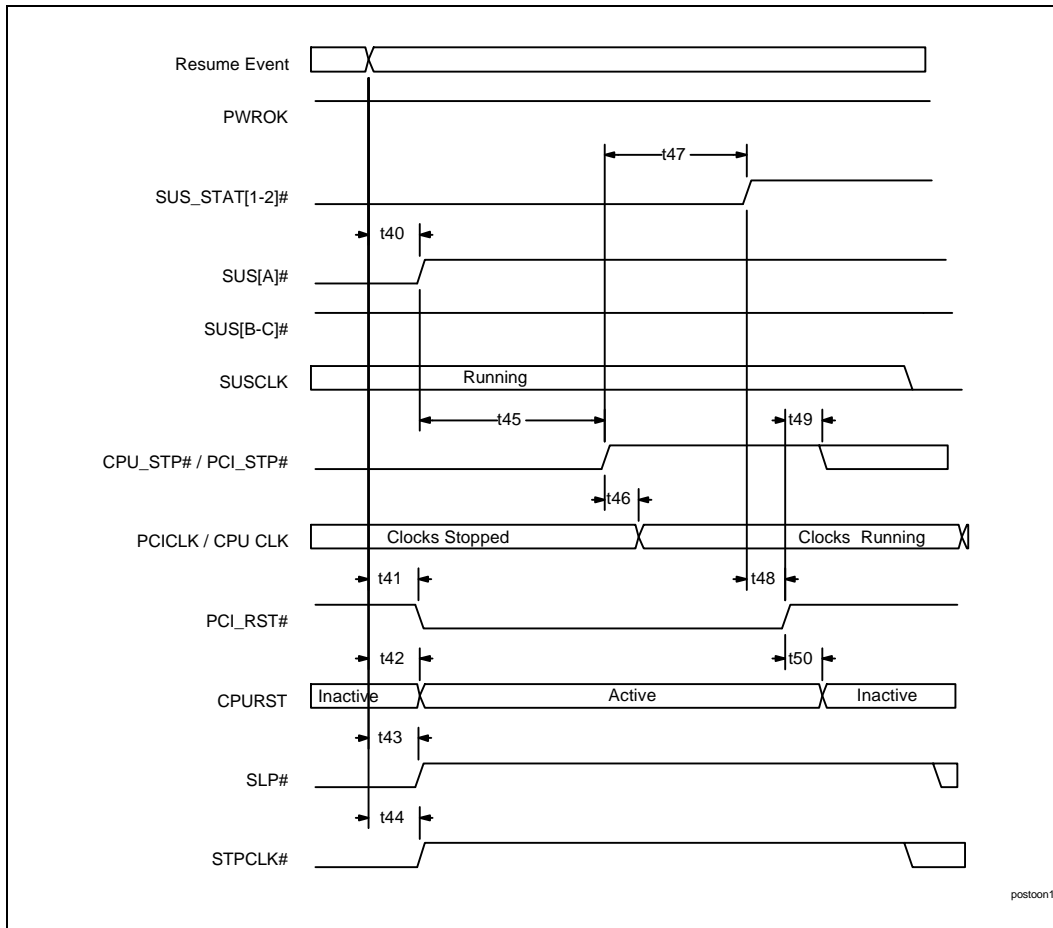 Resume Event
PWROK
t47
SUS_STAT[1-2]#
t40
SUS[A]#
SUS[B-C]#
SUSCLK
Running
t45
t49
CPU_STP# / PCI_STP#
t46
PCICLK / CPU CLK
Clocks Stopped
Clocks Running
t41
t48
PCI_RST#
t42
t50
CPURST
Inactive
Active
Inactive
t43
SLP#
t44
STPCLK#
postoon1